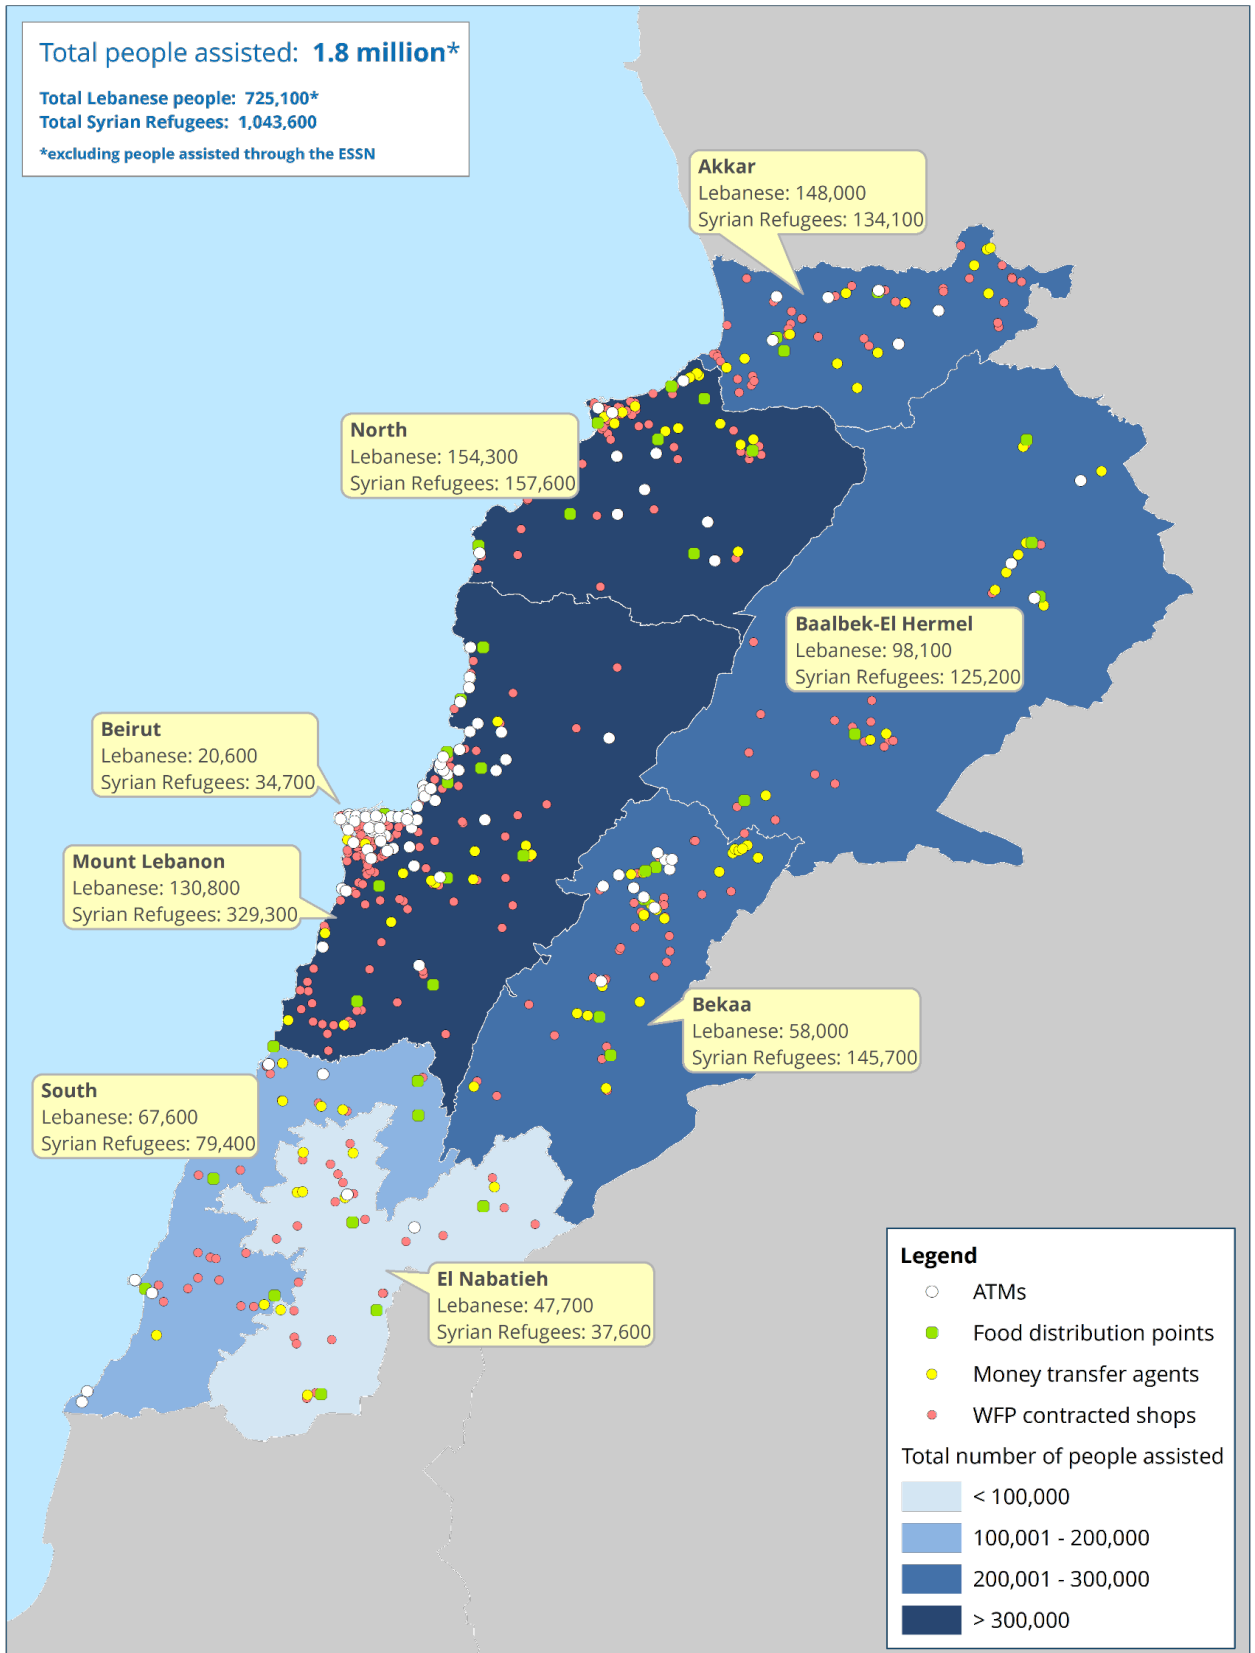 Total people assisted: 1.8 million*
Total Lebanese people: 725,100*
Total Syrian Refugees: 1,043,600
*excluding people assisted through the ESSN
Akkar
Lebanese: 148,000
Syrian Refugees: 134,100
North
Lebanese: 154,300
Syrian Refugees: 157,600
Baalbek-El Hermel
Lebanese: 98,100
Syrian Refugees: 125,200
Beirut
Lebanese: 20,600
Syrian Refugees: 34,700
Mount Lebanon
Lebanese: 130,800
Syrian Refugees: 329,300
Bekaa
Lebanese: 58,000
Syrian Refugees: 145,700
South
Lebanese: 67,600
Syrian Refugees: 79,400
El Nabatieh
Lebanese: 47,700
Syrian Refugees: 37,600
Legend
ATMs
Food distribution points
Money transfer agents
WFP contracted shops
Total number of people assisted
< 100,000
100,001 - 200,000
200,001 - 300,000
> 300,000